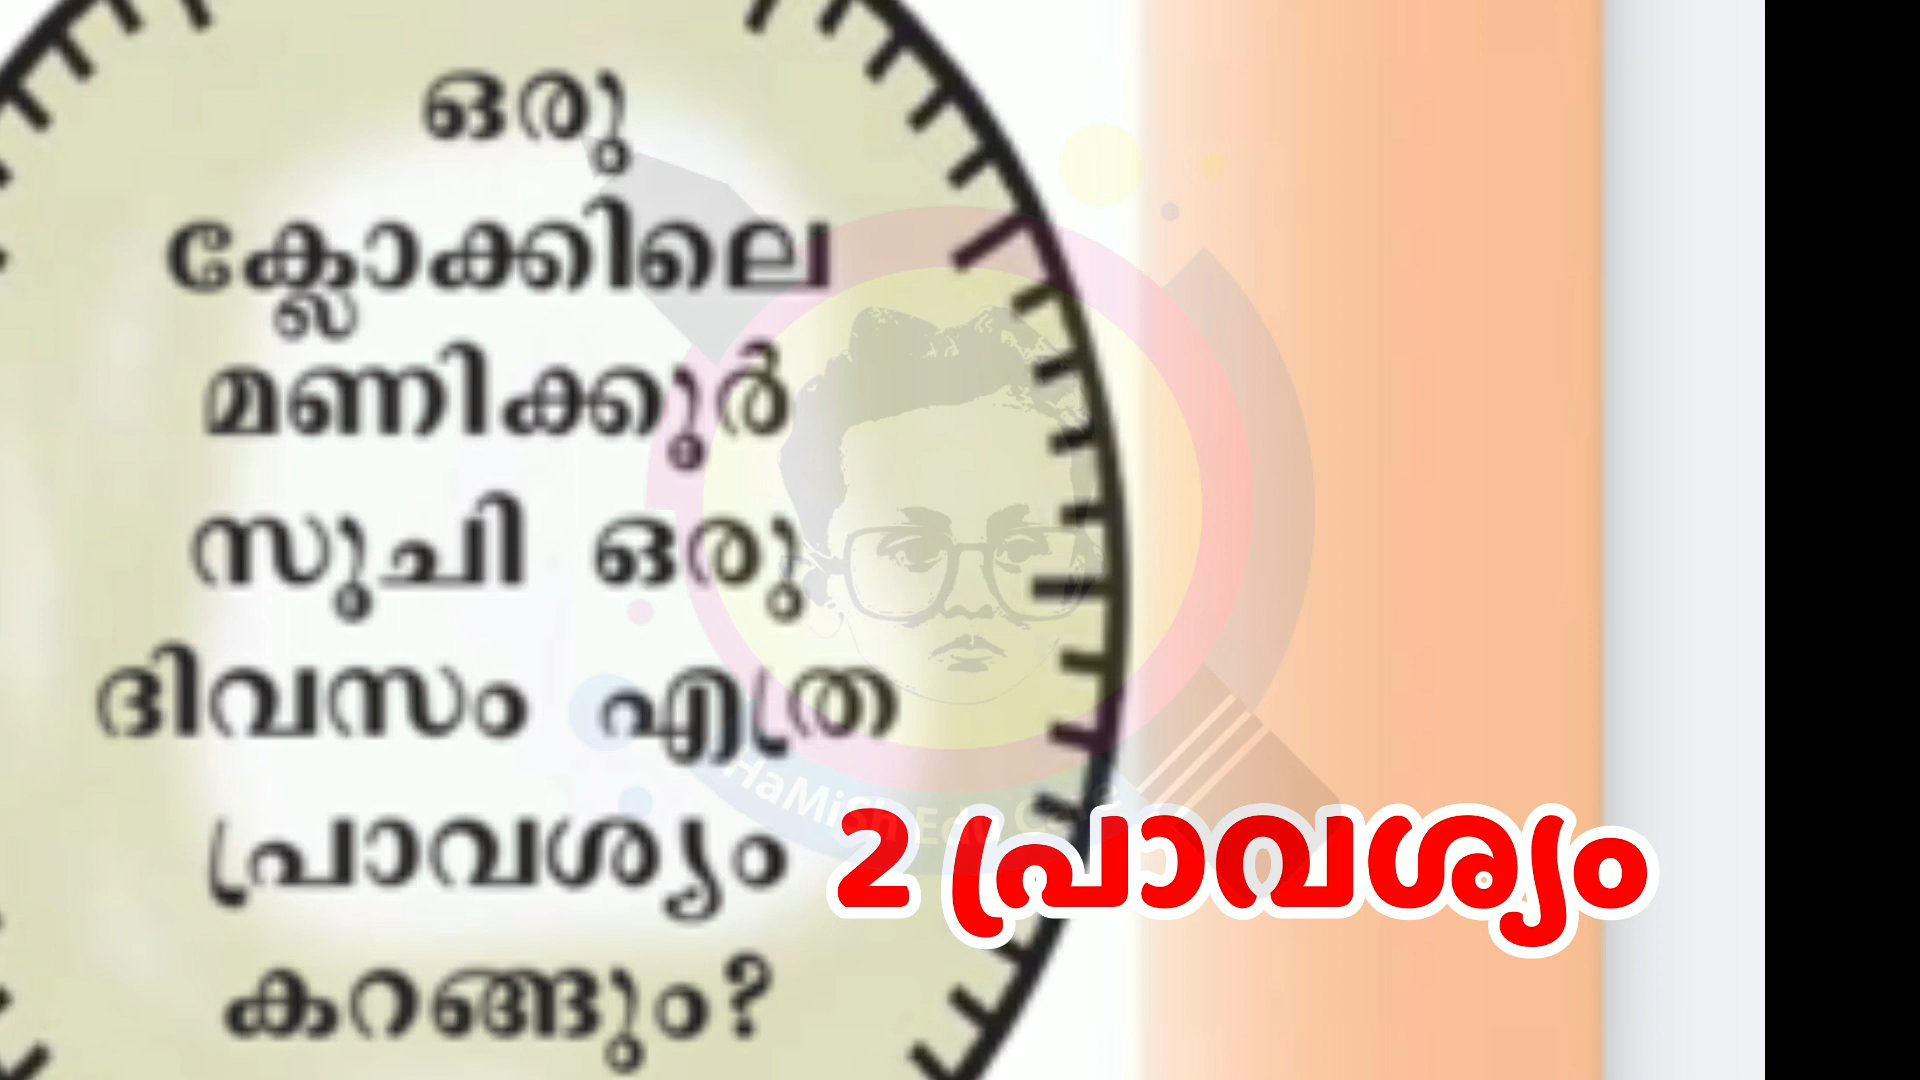 ഒരു
ക്ലോക്കിലെ
മണിക്കൂർ
സൂചി ഒരു
ദിവസം എത്ര
പ്രാവശ്യം 2 പ്രാവശ്യം
കറങ്ങും?